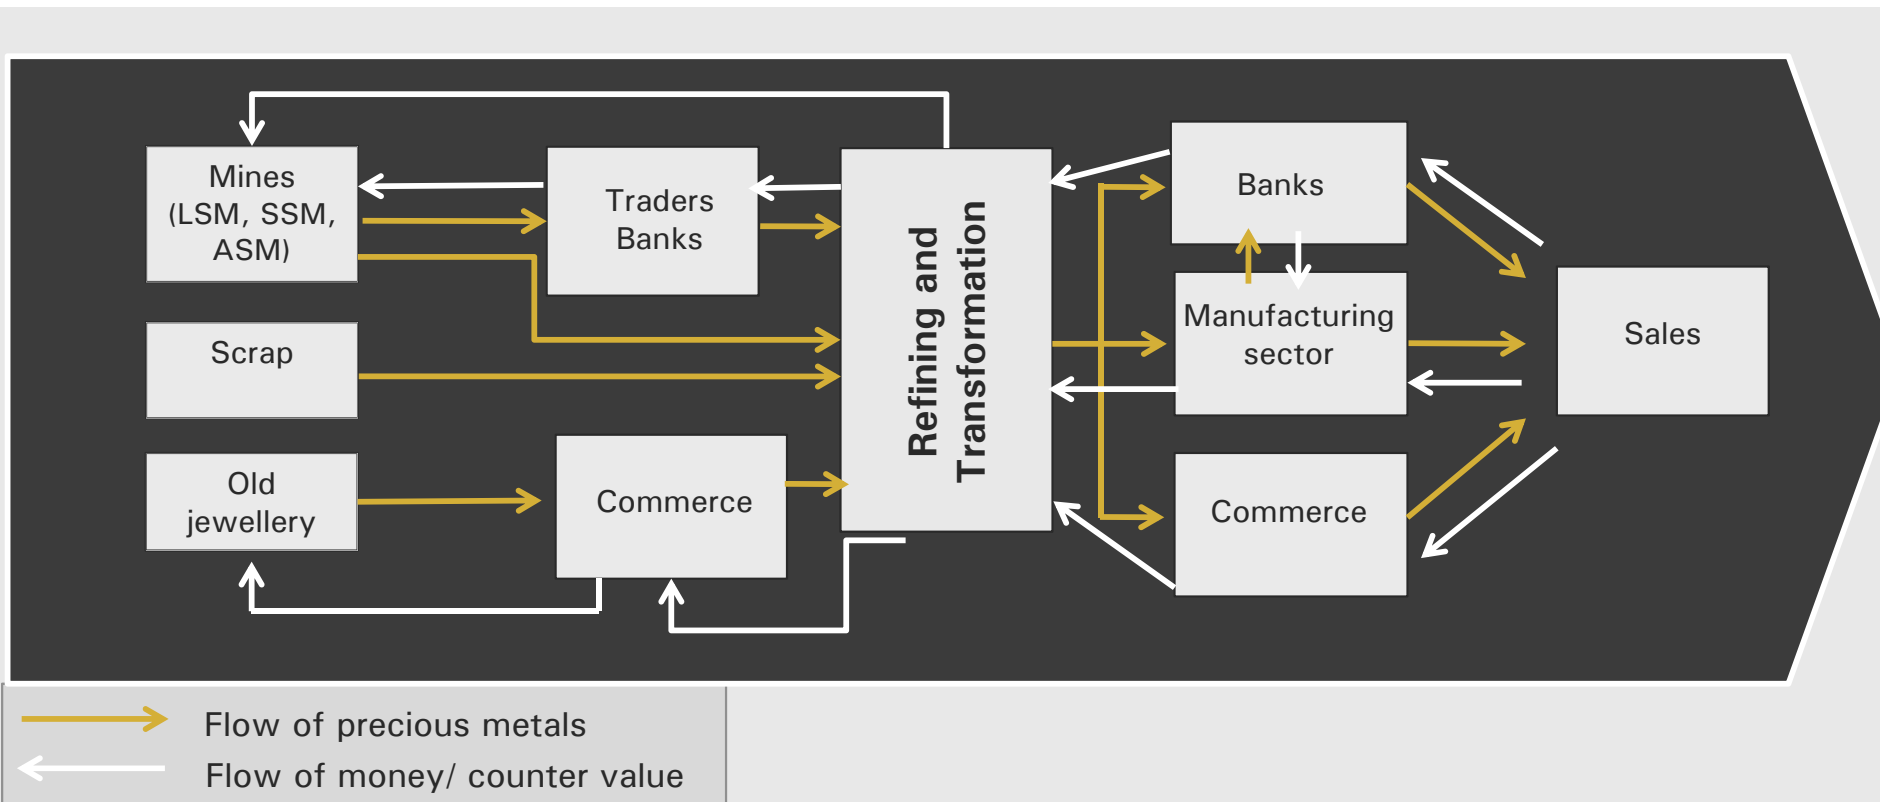 Mines
(LSM, SSM,
ASM)
Traders
Banks
Scrap
Old
jewellery
Commerce
Refining and
Transformation
Banks
Manufacturing
sector
Commerce
Sales
Flow of precious metals
Flow of money/ counter value